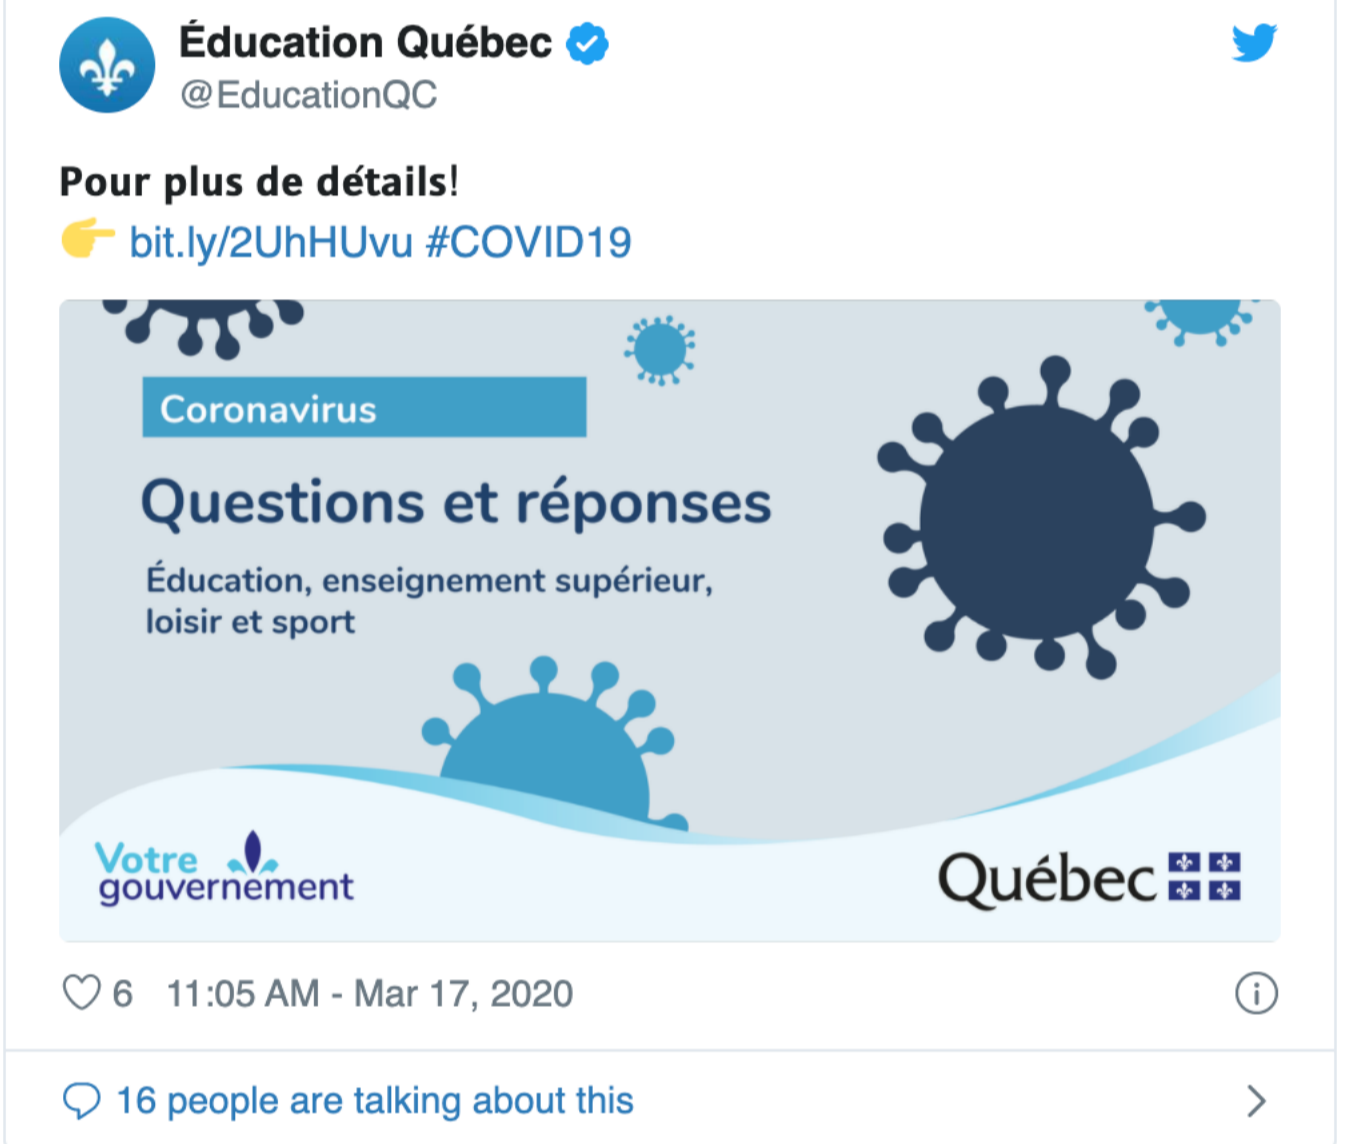 Éducation Québec
@EducationQC
Pour plus de détails!
👉 bit.ly/2UhHUvu #COVID19
Coronavirus
Questions et réponses
Éducation, enseignement supérieur,
loisir et sport
Votre
gouvernement
Québec
6 11:05 AM - Mar 17, 2020
16 people are talking about this